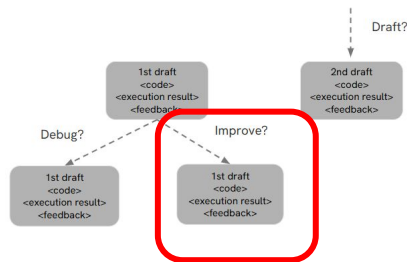 Draft?
1st draft
<code>
<execution result>
<feedback>
2nd draft
<code>
<execution result>
<feedback>
Debug?
Improve?
1st draft
<code>
<execution result>
<feedback>
1st draft
<code>
<execution result>
<feedback>